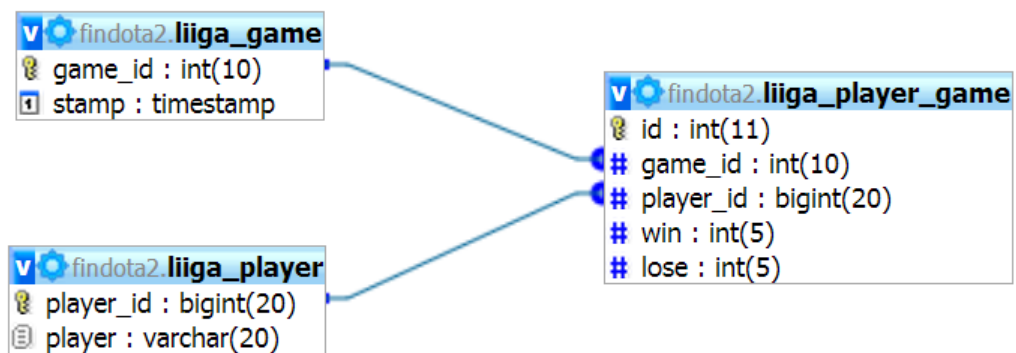 v findota2.liiga_game
game_id : int(10)
1 stamp : timestamp
v findota2.liiga_player_game
id : int(11)
# game_id : int(10)
# player_id : bigint(20)
# win : int(5)
# lose : int(5)
v findota2.liiga_player
player_id : bigint(20)
player : varchar(20)